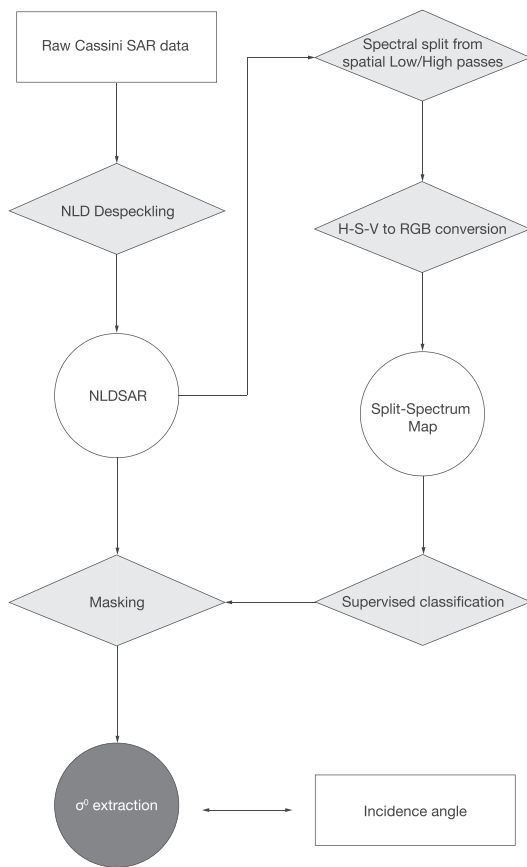 Raw Cassini SAR data
Spectral split from
spatial Low/High passes
NLD Despeckling
H-S-V to RGB conversion
NLDSAR
Split-Spectrum
Map
Masking
Supervised classification
σ⁰ extraction
Incidence angle